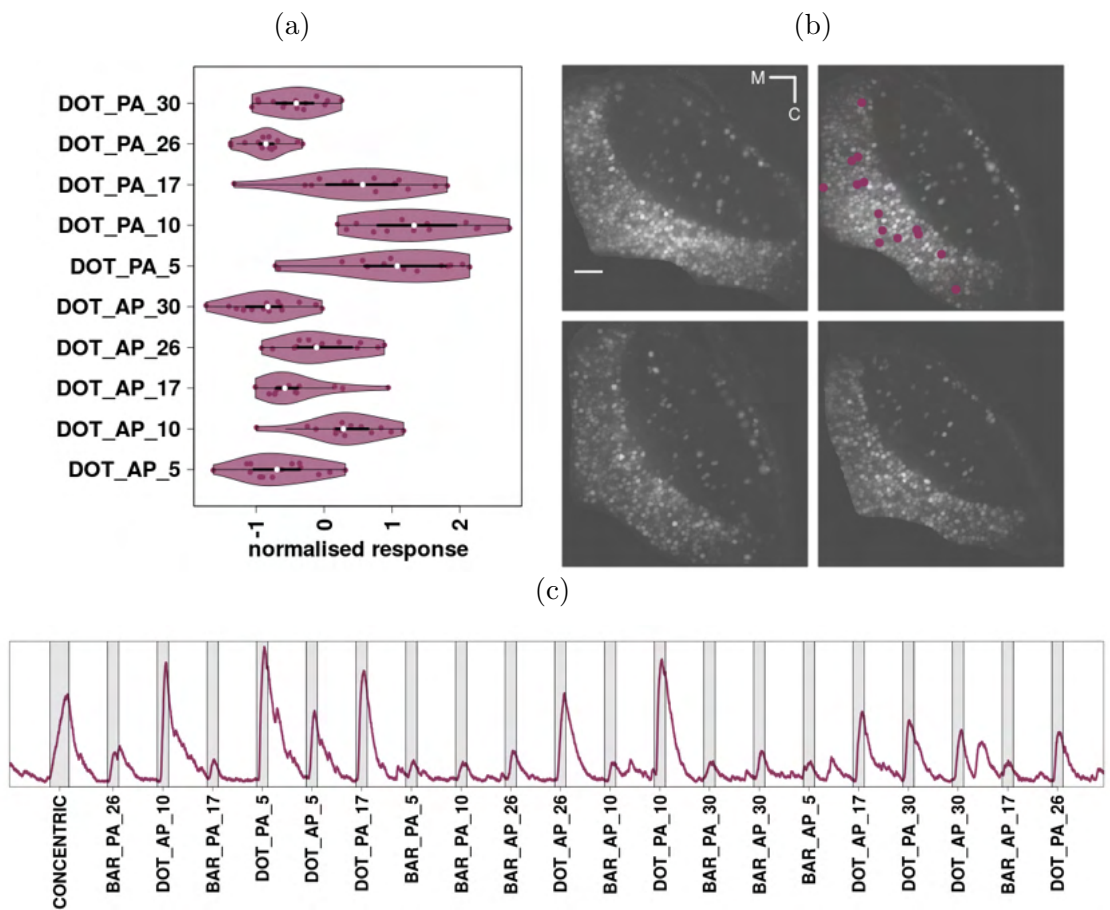 (a)
DOT_PA_30
DOT_PA_26
DOT_PA_17
DOT_PA_10
DOT_PA_5
DOT_AP_30
DOT_AP_26
DOT_AP_17
DOT_AP_10
DOT_AP_5
-1 0 1 2
normalised response
(b)
M
C
(c)
CONCENTRIC
BAR_PA_26
DOT_AP_10
BAR_PA_17
DOT_PA_5
DOT_AP_5
DOT_PA_17
BAR_PA_5
BAR_PA_10
BAR_AP_26
DOT_AP_26
BAR_AP_10
DOT_PA_10
BAR_PA_30
BAR_AP_30
BAR_AP_5
DOT_AP_17
DOT_PA_30
DOT_AP_30
BAR_AP_17
DOT_PA_26